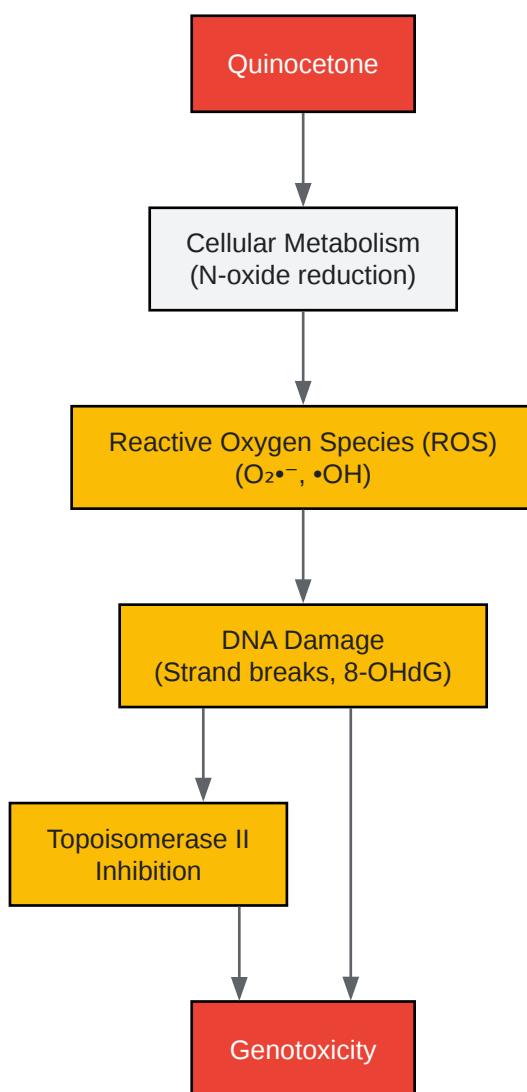 Quinocetone
Cellular Metabolism
(N-oxide reduction)
Reactive Oxygen Species (ROS)
(O₂•⁻, •OH)
DNA Damage
(Strand breaks, 8-OHdG)
Topoisomerase II
Inhibition
Genotoxicity